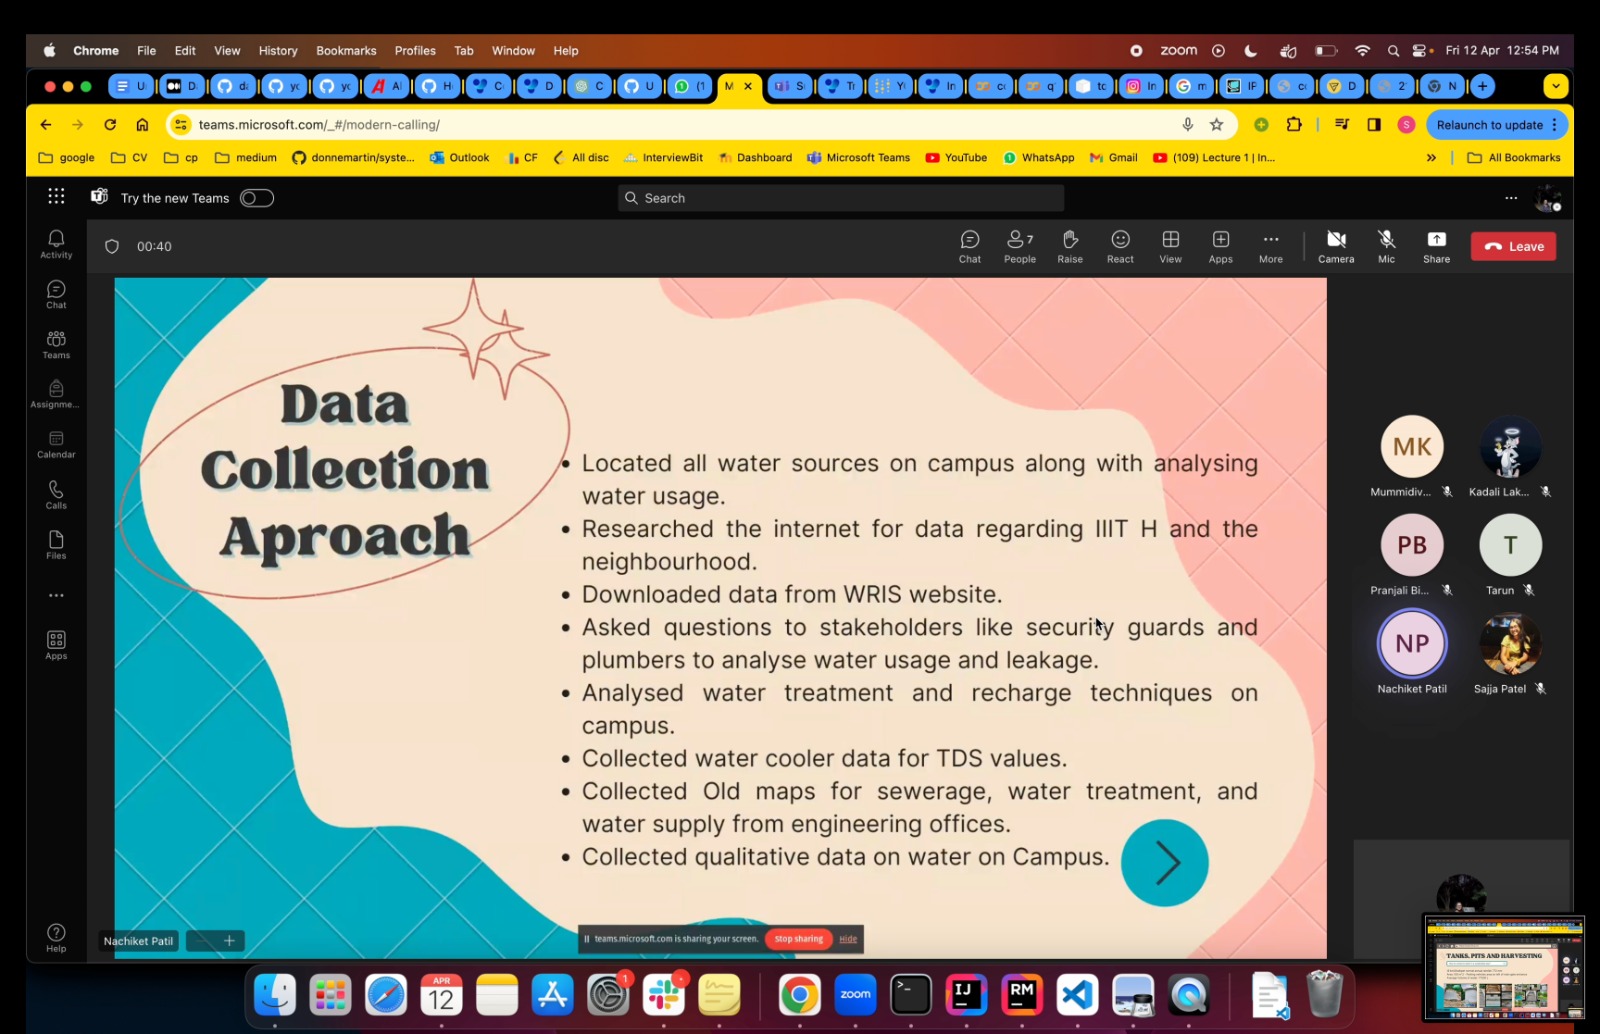 Chrome File Edit View History Bookmarks Profiles Tab Window Help
zoom Fri 12 Apr 12:54 PM
teams.microsoft.com/_#/modern-calling/
Relaunch to update
google CV cp medium donnemartin/syste... Outlook CF All disc InterviewBit Dashboard Microsoft Teams YouTube WhatsApp Gmail (109) Lecture 1 | In... » All Bookmarks
Try the new Teams
Search
00:40
Chat People 7 Raise React View Apps More Camera Mic Share Leave
Activity
Chat
Teams
Assignme...
Calendar
Calls
Files
Apps
Help
Data
Collection
Aproach
• Located all water sources on campus along with analysing
water usage.
• Researched the internet for data regarding IIIT H and the
neighbourhood.
• Downloaded data from WRIS website.
• Asked questions to stakeholders like security guards and
plumbers to analyse water usage and leakage.
• Analysed water treatment and recharge techniques on
campus.
• Collected water cooler data for TDS values.
• Collected Old maps for sewerage, water treatment, and
water supply from engineering offices.
• Collected qualitative data on water on Campus.
MK
Mummidiv... Kadali Lak...
PB T
Pranjali Bi... Tarun
NP
Nachiket Patil Sajja Patel
Nachiket Patil
teams.microsoft.com is sharing your screen. Stop sharing Hide
TANKS, PITS AND HARVESTING
APR
12
1
zoom
IJ
RM